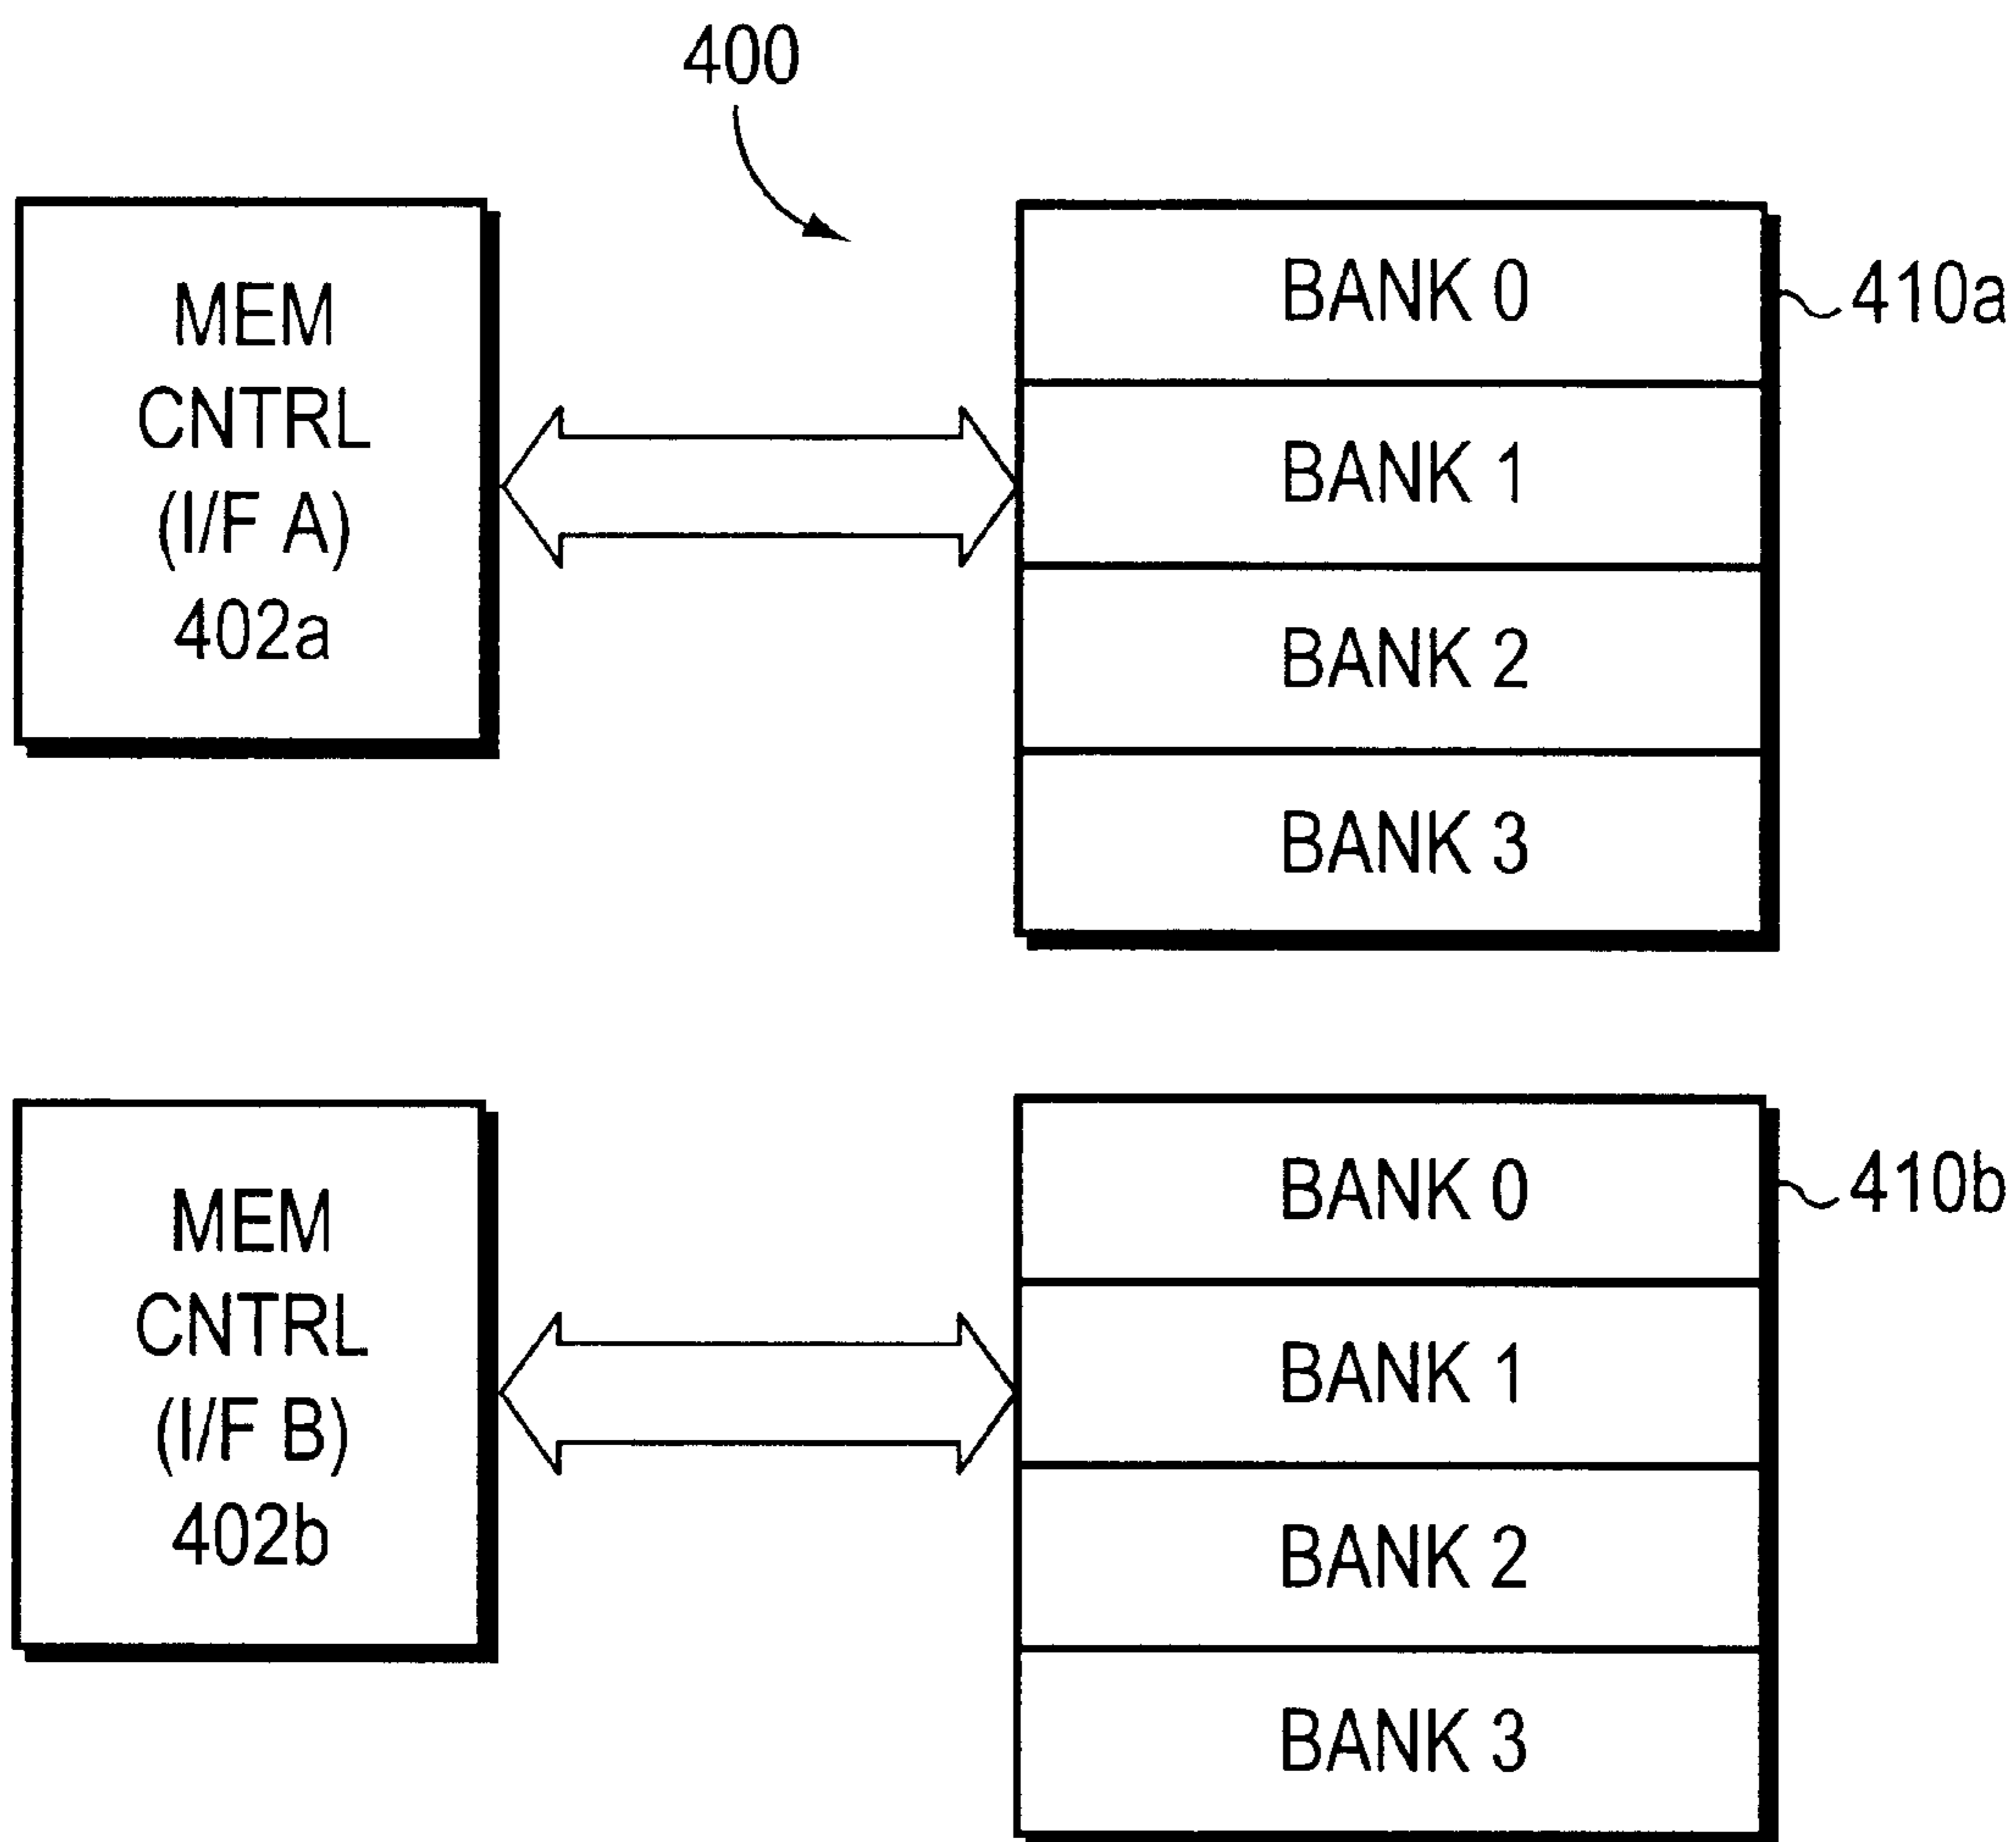 400
MEM
CNTRL
(I/F A)
402a
BANK 0
BANK 1
BANK 2
BANK 3
410a
MEM
CNTRL
(I/F B)
402b
BANK 0
BANK 1
BANK 2
BANK 3
410b